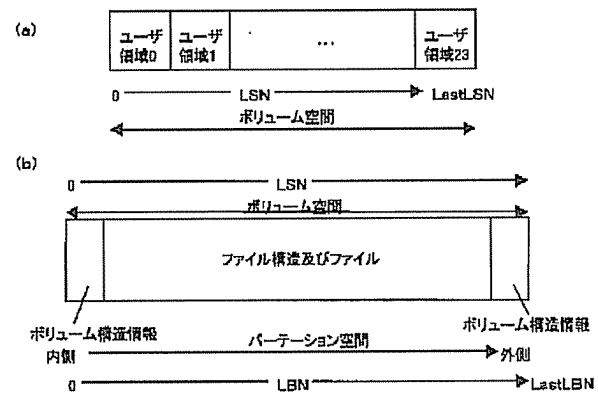 (a)
ユーザ
領域0
ユーザ
領域1
...
ユーザ
領域23
0
LSN
LastLSN
ボリューム空間
(b)
0
LSN
ボリューム空間
ファイル構造及びファイル
ボリューム構造情報
ボリューム構造情報
内側
パーテーション空間
外側
0
LBN
LastLBN